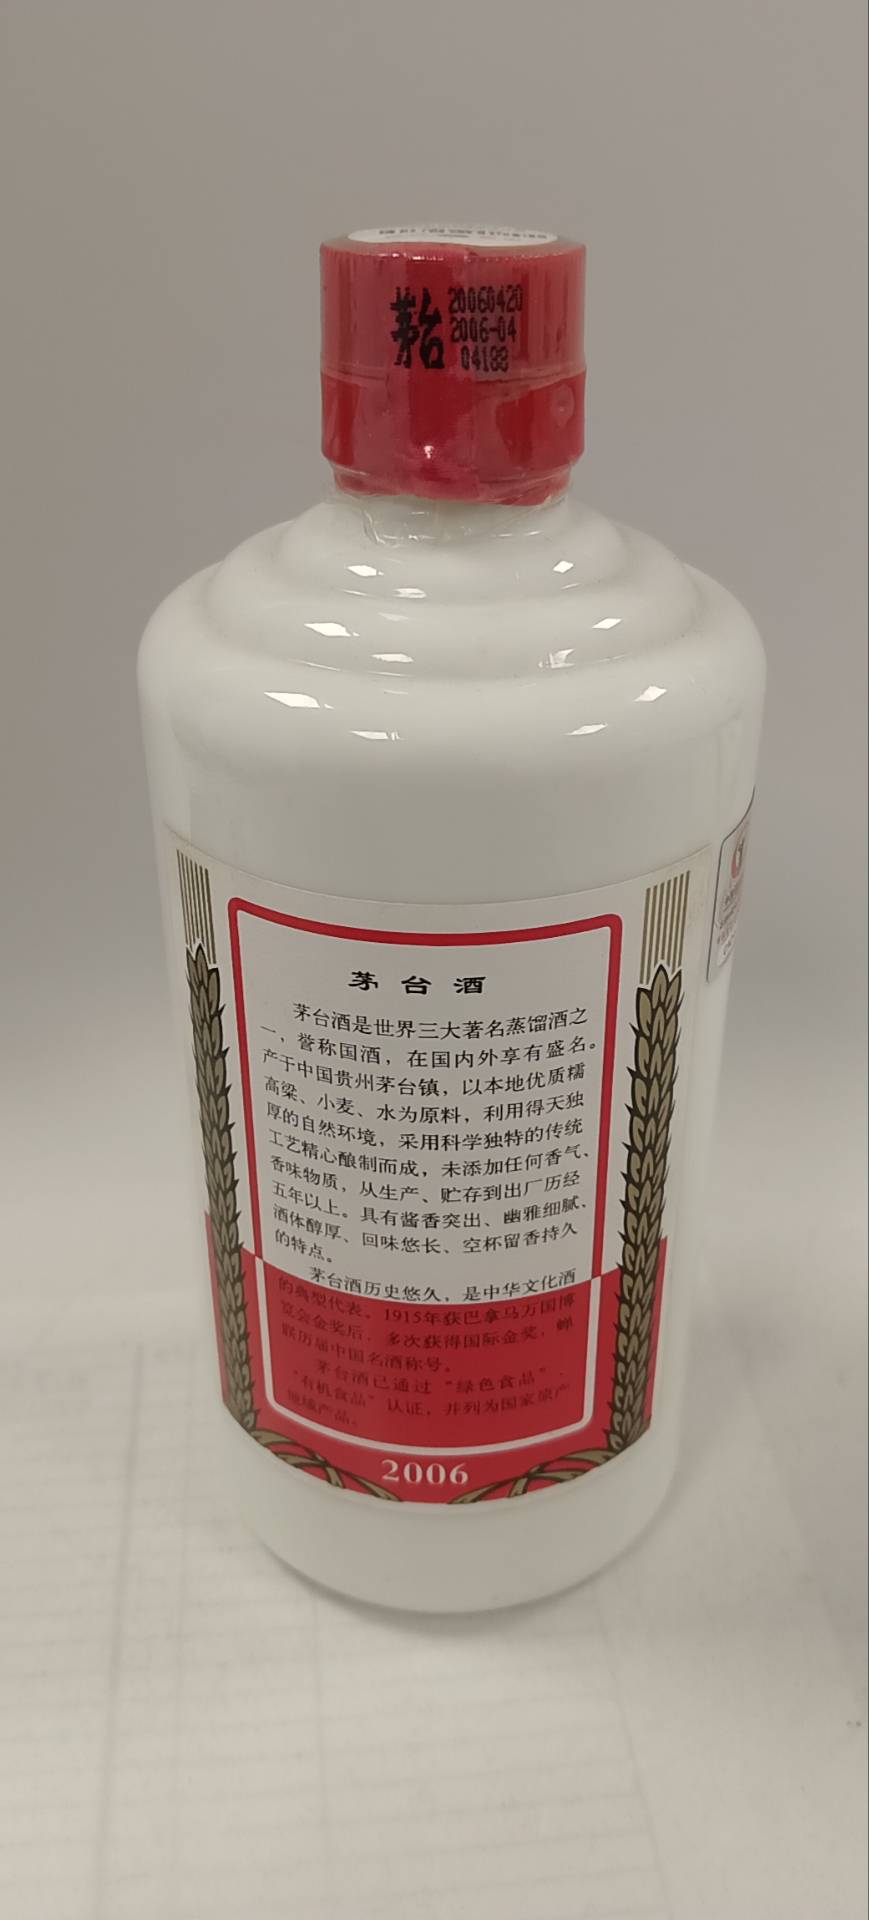 茅台
20060420
2006-04
04188
茅台酒
茅台酒是世界三大著名蒸馏酒之
一，誉称国酒，在国内外享有盛名。
产于中国贵州茅台镇，以本地优质糯
高粱、小麦、水为原料，利用得天独
厚的自然环境，采用科学独特的传统
工艺精心酿制而成，未添加任何香气、
香味物质，从生产、贮存到出厂历经
五年以上。具有酱香突出、幽雅细腻、
酒体醇厚、回味悠长、空杯留香持久
的特点。
茅台酒历史悠久，是中华文化酒
的典型代表。1915年获巴拿马万国博
览会金奖后，多次获得国际金奖，蝉
联历届中国名酒称号。
茅台酒已通过“绿色食品”、
“有机食品”认证，并列为国家原产
地域产品。
2006